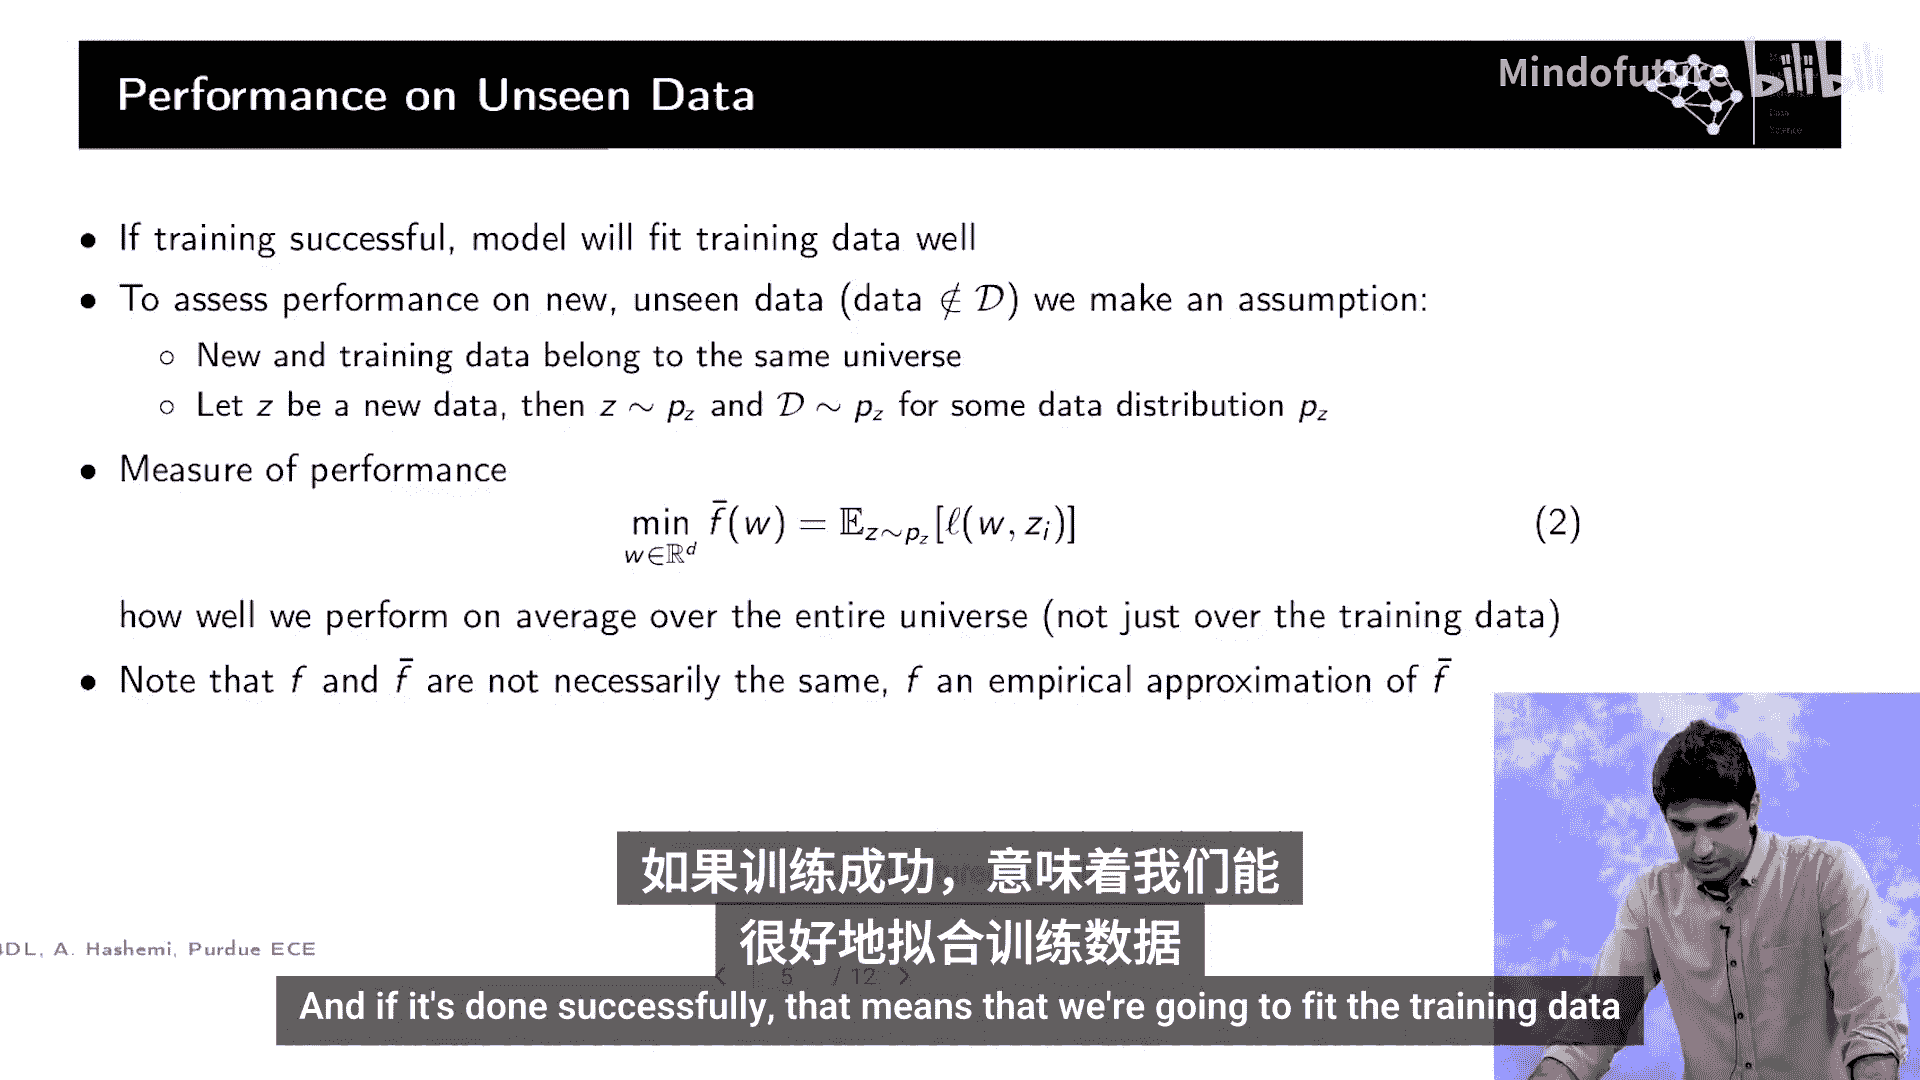 Performance on Unseen Data
Mindofuture
bilibili
Data
Science
• If training successful, model will fit training data well
• To assess performance on new, unseen data (data ∉ 𝒟) we make an assumption:
○ New and training data belong to the same universe
○ Let z be a new data, then z ∼ p_z and 𝒟 ∼ p_z for some data distribution p_z
• Measure of performance
min_{w∈ℝ^d} f̄(w) = 𝔼_{z∼p_z}[ℓ(w, z_i)] (2)
how well we perform on average over the entire universe (not just over the training data)
• Note that f and f̄ are not necessarily the same, f an empirical approximation of f̄
如果训练成功，意味着我们能
很好地拟合训练数据
DL, A. Hashemi, Purdue ECE
5 / 12
And if it's done successfully, that means that we're going to fit the training data